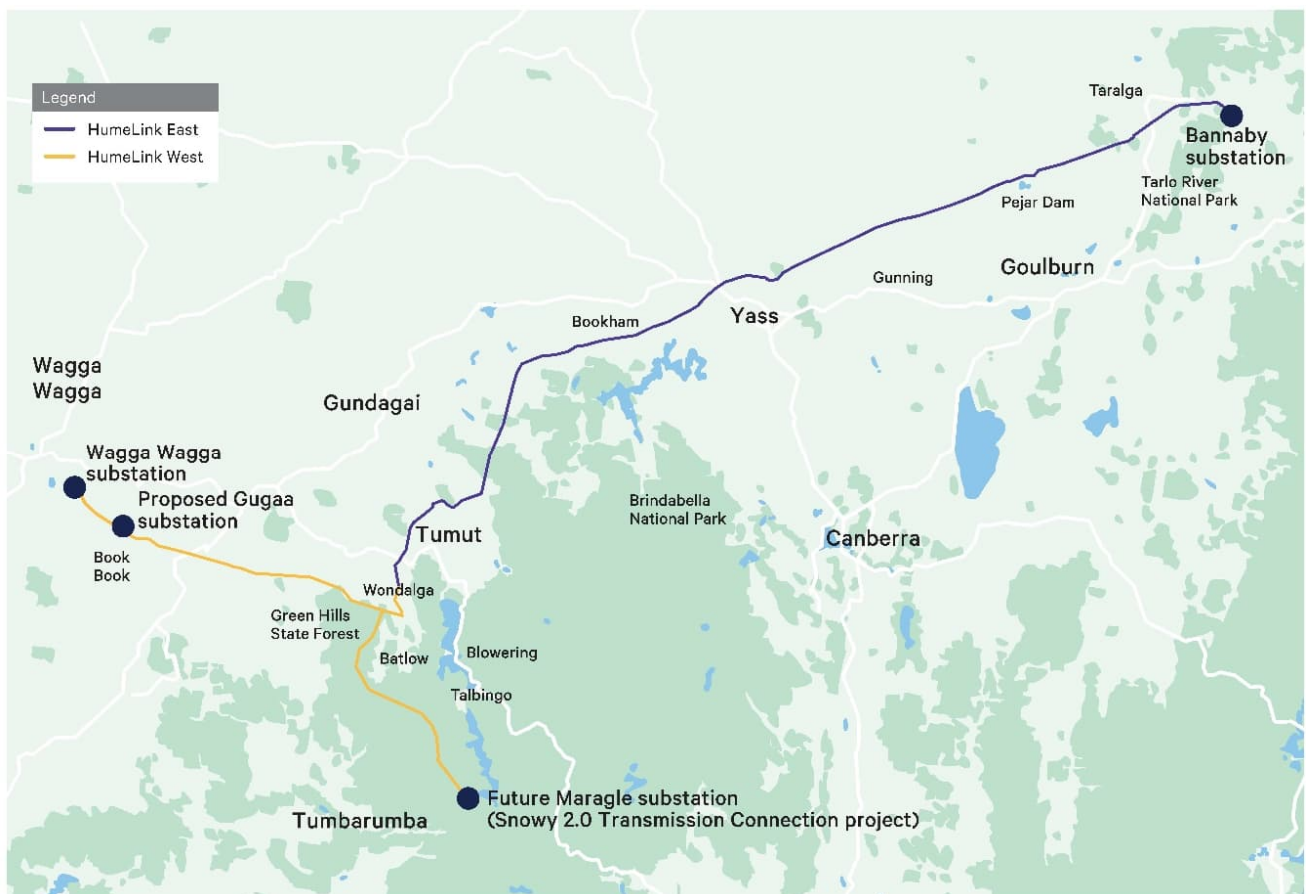 Legend
HumeLink East
HumeLink West
Taralga
Bannaby
substation
Tarlo River
National Park
Pejar Dam
Goulburn
Gunning
Yass
Bookham
Wagga
Wagga
Gundagai
Wagga Wagga
substation
Proposed Gugaa
substation
Book
Book
Brindabella
National Park
Tumut
Canberra
Wondalga
Green Hills
State Forest
Batlow
Blowering
Talbingo
Future Maragle substation
(Snowy 2.0 Transmission Connection project)
Tumbarumba